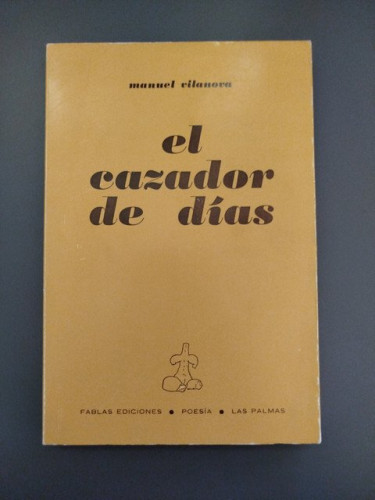 manuel vilanova
el
cazador
de días
FABLAS EDICIONES • POESÍA • LAS PALMAS